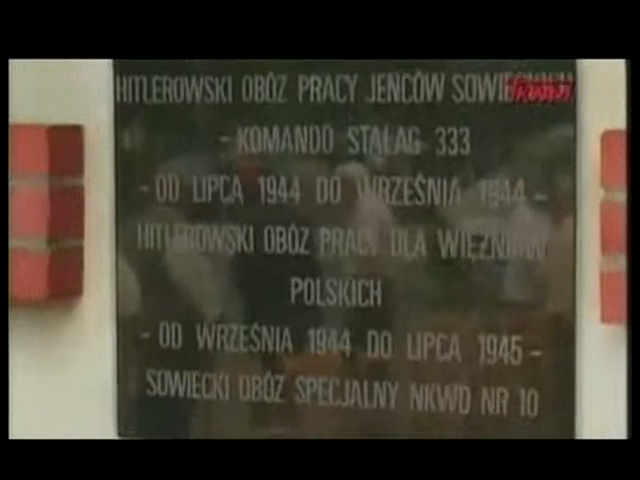 HITLEROWSKI OBÓZ PRACY JEŃCÓW
- KOMANDO STALAG 333
- OD LIPCA 1944 DO WRZEŚNIA 1944 -
HITLEROWSKI OBÓZ PRACY DLA WIĘŹNIÓW
POLSKICH
- OD WRZEŚNIA 1944 DO LIPCA 1945 -
SOWIECKI OBÓZ SPECJALNY NKWD NR 10